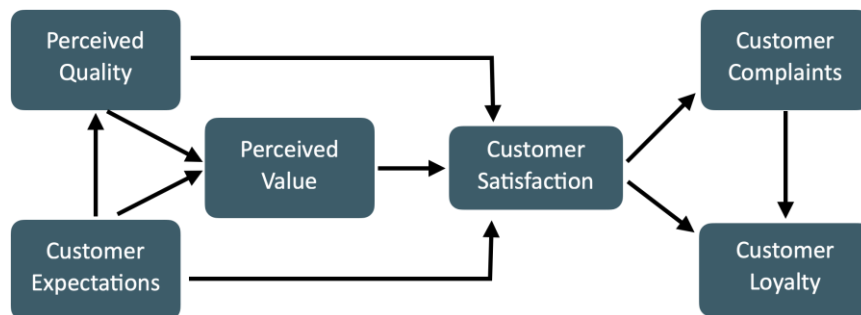 Perceived
Quality
Customer
Complaints
Perceived
Value
Customer
Satisfaction
Customer
Expectations
Customer
Loyalty